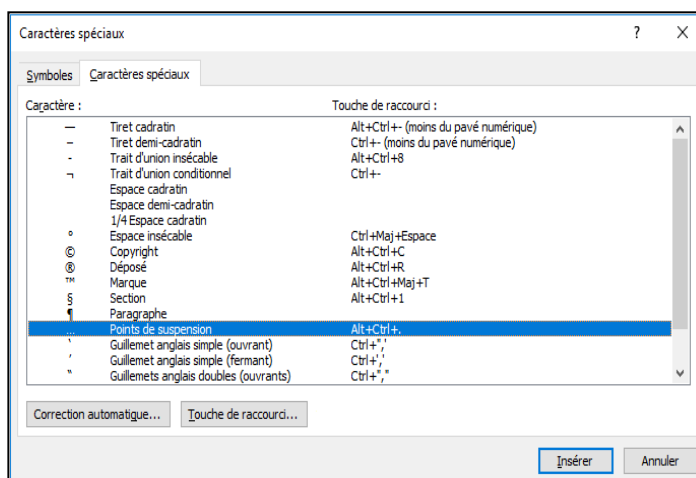 Caractères spéciaux ? X
Symboles Caractères spéciaux
Caractère : Touche de raccourci :
— Tiret cadratin Alt+Ctrl+- (moins du pavé numérique)
– Tiret demi-cadratin Ctrl+- (moins du pavé numérique)
- Trait d'union insécable Alt+Ctrl+8
¬ Trait d'union conditionnel Ctrl+-
Espace cadratin
Espace demi-cadratin
1/4 Espace cadratin
° Espace insécable Ctrl+Maj+Espace
© Copyright Alt+Ctrl+C
® Déposé Alt+Ctrl+R
™ Marque Alt+Ctrl+Maj+T
§ Section Alt+Ctrl+1
¶ Paragraphe
… Points de suspension Alt+Ctrl+.
‘ Guillemet anglais simple (ouvrant) Ctrl+",'
’ Guillemet anglais simple (fermant) Ctrl+','
“ Guillemets anglais doubles (ouvrants) Ctrl+","
Correction automatique... Touche de raccourci...
Insérer Annuler